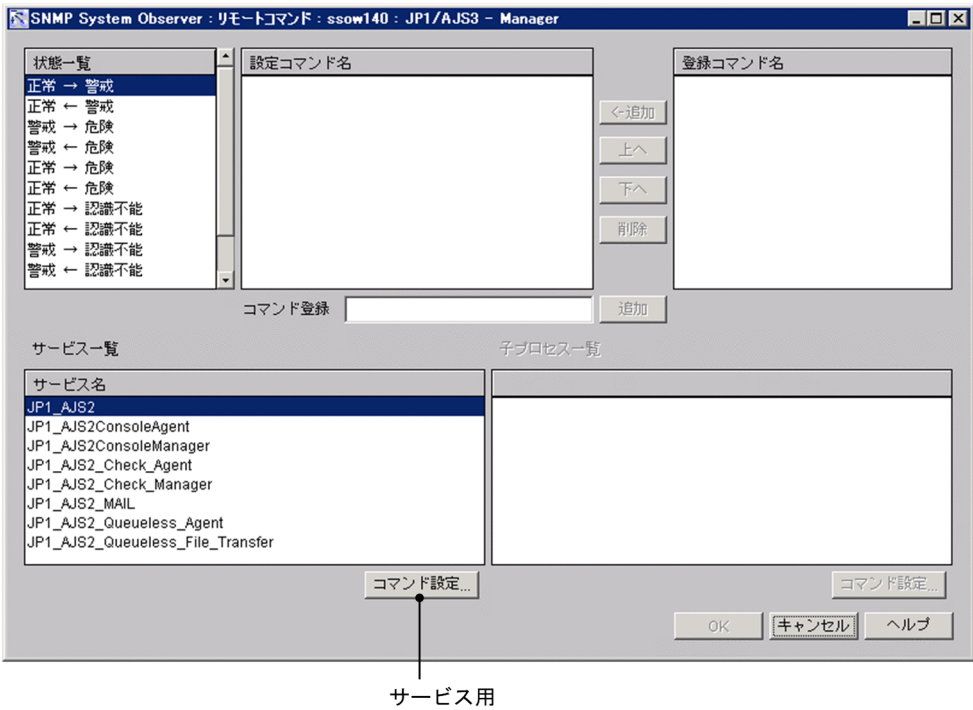 SNMP System Observer : リモートコマンド : ssow140 : JP1/AJS3 - Manager
状態一覧
正常 → 警戒
正常 ← 警戒
警戒 → 危険
警戒 ← 危険
正常 → 危険
正常 ← 危険
正常 → 認識不能
正常 ← 認識不能
警戒 → 認識不能
警戒 ← 認識不能
設定コマンド名
<-追加
上へ
下へ
削除
登録コマンド名
コマンド登録
追加
サービス一覧
サービス名
JP1_AJS2
JP1_AJS2ConsoleAgent
JP1_AJS2ConsoleManager
JP1_AJS2_Check_Agent
JP1_AJS2_Check_Manager
JP1_AJS2_MAIL
JP1_AJS2_Queueless_Agent
JP1_AJS2_Queueless_File_Transfer
コマンド設定...
子プロセス一覧
コマンド設定...
OK
キャンセル
ヘルプ
サービス用